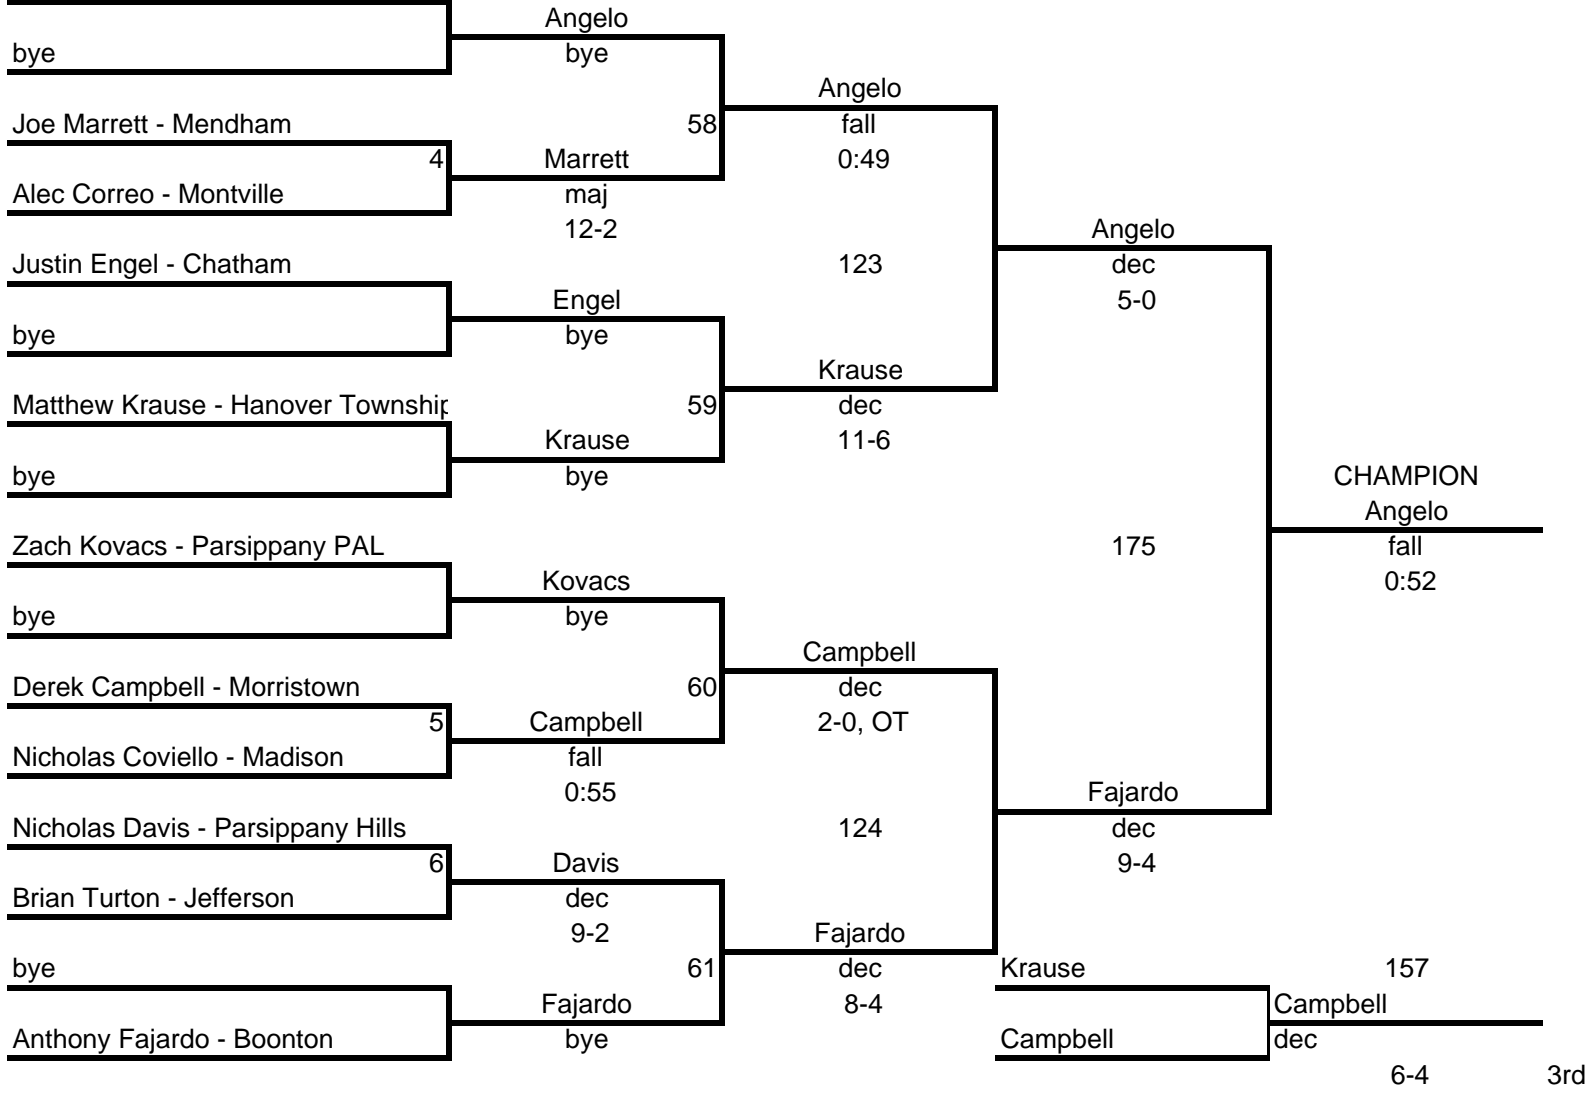 Angelo
bye
bye
Angelo
Joe Marrett - Mendham
58
fall
4
Marrett
0:49
Alec Correo - Montville
maj
12-2
Angelo
Justin Engel - Chatham
123
dec
Engel
5-0
bye
bye
Krause
Matthew Krause - Hanover Township
59
dec
Krause
11-6
bye
bye
CHAMPION
Angelo
Zach Kovacs - Parsippany PAL
175
fall
Kovacs
0:52
bye
bye
Campbell
Derek Campbell - Morristown
60
dec
5
Campbell
2-0, OT
Nicholas Coviello - Madison
fall
0:55
Fajardo
Nicholas Davis - Parsippany Hills
124
dec
6
Davis
9-4
Brian Turton - Jefferson
dec
9-2
Fajardo
bye
61
dec
Krause
157
Fajardo
8-4
Campbell
Anthony Fajardo - Boonton
bye
Campbell
dec
6-4
3rd